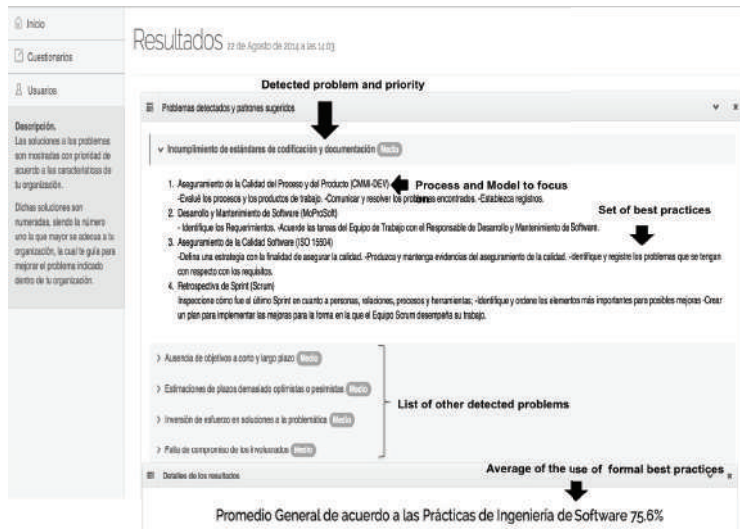 Inicio
Cuestionarios
Usuarios
Descripción.
Las soluciones a los problemas
son mostradas con prioridad de
acuerdo a las características de
tu organización.
Dichas soluciones son
numeradas, siendo la número
uno la que mayor se adecua a tu
organización, la cual te guía para
mejorar el problema indicado
dentro de tu organización.
Resultados 22 de Agosto de 2014 a las 14:03
Detected problem and priority
Problemas detectados y patrones sugeridos
Incumplimiento de estándares de codificación y documentación Medio
1. Aseguramiento de la Calidad del Proceso y del Producto (CMMI-DEV)
Process and Model to focus
-Evalué los procesos y los productos de trabajo. -Comunicar y resolver los problemas encontrados. -Establezca registros.
Set of best practices
2. Desarrollo y Mantenimiento de Software (MoProSoft)
- Identifique los Requerimientos. -Acuerde las tareas del Equipo de Trabajo con el Responsable de Desarrollo y Mantenimiento de Software.
3. Aseguramiento de la Calidad Software (ISO 15504)
-Defina una estrategia con la finalidad de asegurar la calidad. -Produzca y mantenga evidencias del aseguramiento de la calidad. -Identifique y registre los problemas que se tengan
con respecto con los requisitos.
4. Retrospectiva de Sprint (Scrum)
Inspeccione cómo fue el último Sprint en cuanto a personas, relaciones, procesos y herramientas; -Identifique y ordene los elementos más importantes para posibles mejoras -Crear
un plan para implementar las mejoras para la forma en la que el Equipo Scrum desempeña su trabajo.
Ausencia de objetivos a corto y largo plazo Medio
Estimaciones de plazos demasiado optimistas o pesimistas Medio
List of other detected problems
Inversión de esfuerzo en soluciones a la problemática Medio
Falta de compromiso de los involucrados Medio
Average of the use of formal best practices
Detalles de los resultados
Promedio General de acuerdo a las Prácticas de Ingeniería de Software 75.6%